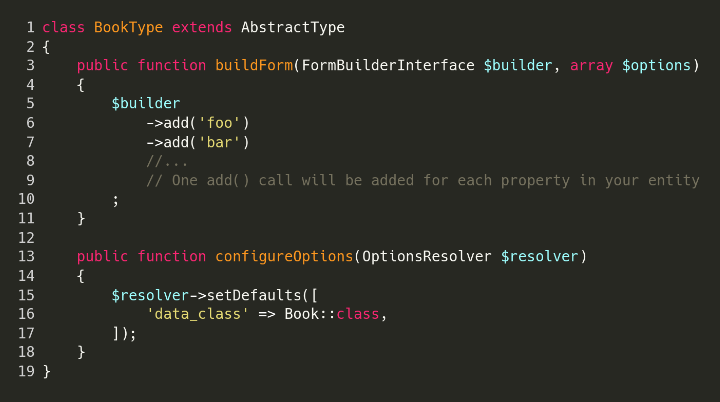 1 class BookType extends AbstractType
2 {
3     public function buildForm(FormBuilderInterface $builder, array $options)
4     {
5         $builder
6             ->add('foo')
7             ->add('bar')
8             //...
9             // One add() call will be added for each property in your entity
10         ;
11     }
12
13     public function configureOptions(OptionsResolver $resolver)
14     {
15         $resolver->setDefaults([
16             'data_class' => Book::class,
17         ]);
18     }
19 }